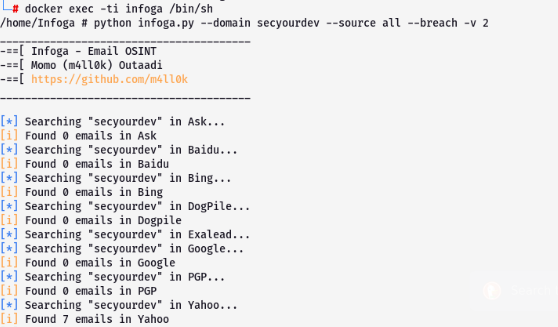 └─# docker exec -ti infoga /bin/sh
/home/Infoga # python infoga.py --domain secyourdev --source all --breach -v 2
________________________________________
-==[ Infoga - Email OSINT
-==[ Momo (m4ll0k) Outaadi
-==[ https://github.com/m4ll0k
________________________________________
[*] Searching "secyourdev" in Ask...
[i] Found 0 emails in Ask
[*] Searching "secyourdev" in Baidu...
[i] Found 0 emails in Baidu
[*] Searching "secyourdev" in Bing...
[i] Found 0 emails in Bing
[*] Searching "secyourdev" in DogPile...
[i] Found 0 emails in Dogpile
[*] Searching "secyourdev" in Exalead...
[*] Searching "secyourdev" in Google...
[i] Found 0 emails in Google
[*] Searching "secyourdev" in PGP...
[i] Found 0 emails in PGP
[*] Searching "secyourdev" in Yahoo...
[i] Found 7 emails in Yahoo